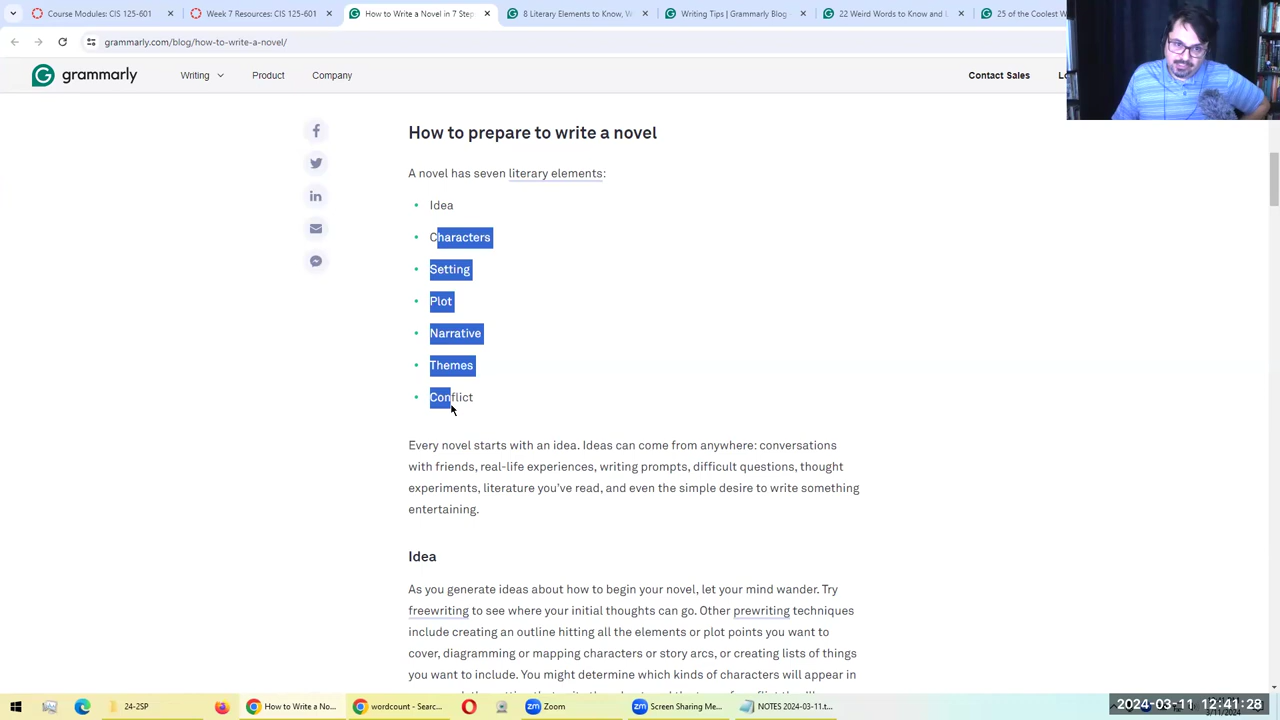 Course Modules: CIS 125-601
Week 7 Resources: CIS 125-601
How to Write a Novel in 7 Step
8 Literary Elements to Know, W
Writing Tips | Grammarly Blog
22 Weird Words to Know and
25 of the Coolest W
grammarly.com/blog/how-to-write-a-novel/
grammarly
Writing
Product
Company
Contact Sales
How to prepare to write a novel
A novel has seven literary elements:
Idea
Characters
Setting
Plot
Narrative
Themes
Conflict
Every novel starts with an idea. Ideas can come from anywhere: conversations
with friends, real-life experiences, writing prompts, difficult questions, thought
experiments, literature you've read, and even the simple desire to write something
entertaining.
Idea
As you generate ideas about how to begin your novel, let your mind wander. Try
freewriting to see where your initial thoughts can go. Other prewriting techniques
include creating an outline hitting all the elements or plot points you want to
cover, diagramming or mapping characters or story arcs, or creating lists of things
you want to include. You might determine which kinds of characters will appear in
24-SP
How to Write a No...
wordcount - Searc...
Zoom
Screen Sharing Me...
NOTES 2024-03-11.t...
2024-03-11 12:41:28